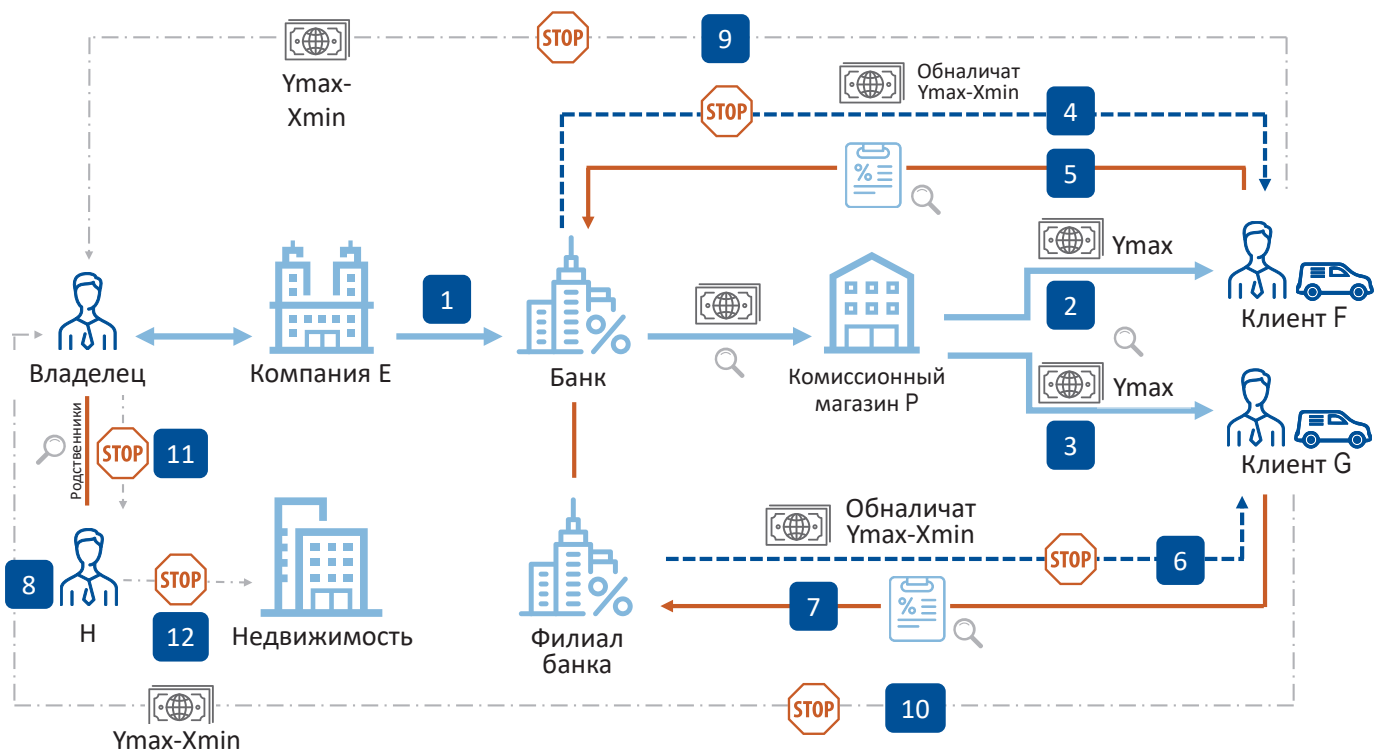 STOP
9
Ymax-
Xmin
Обналичат
Ymax-Xmin
STOP
4
%
5
Ymax
1
2
Клиент F
Владелец
Компания Е
%
Банк
Комиссионный
магазин Р
Ymax
3
Клиент G
Родственники
STOP
11
Обналичат
Ymax-Xmin
STOP
6
8
STOP
%
7
%
Н
12
Недвижимость
Филиал
банка
STOP
10
Ymax-Xmin